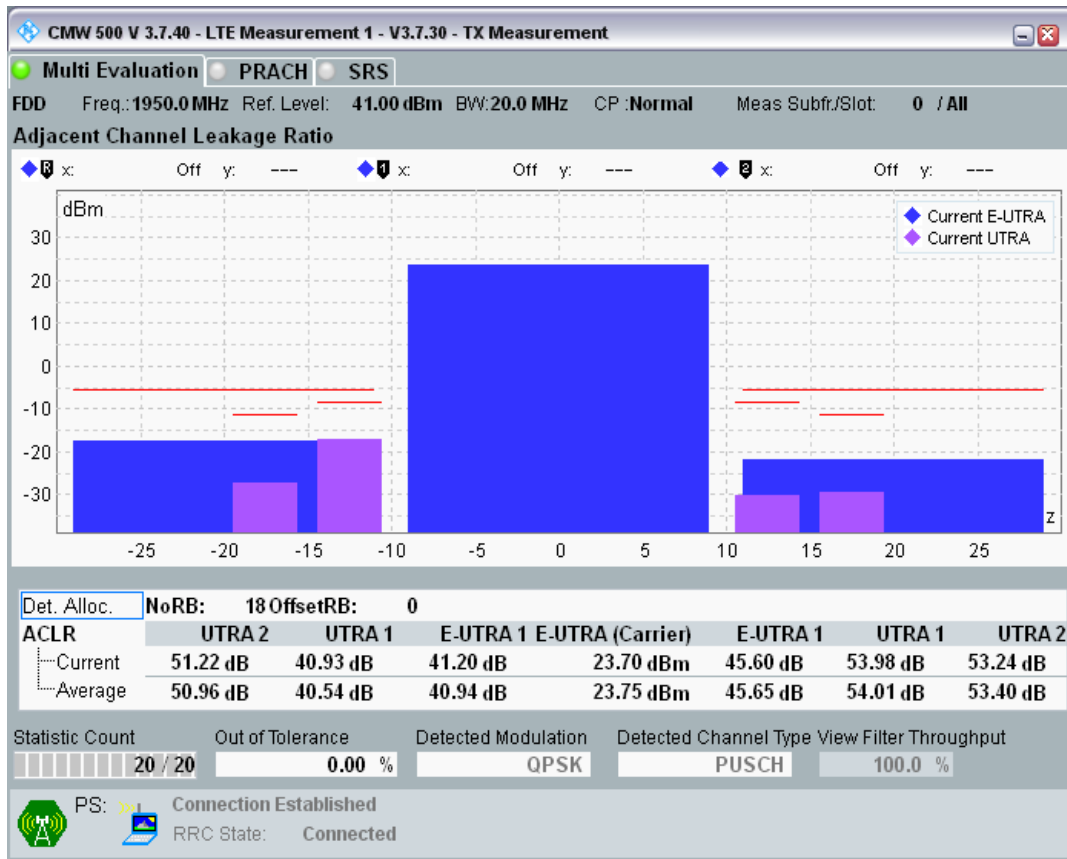 CMW 500 V 3.7.40 - LTE Measurement 1 - V3.7.30 - TX Measurement
Multi Evaluation PRACH SRS
FDD Freq.: 1950.0 MHz Ref. Level: 41.00 dBm BW: 20.0 MHz CP : Normal Meas Subfr./Slot: 0 / All
Adjacent Channel Leakage Ratio
R x: Off y: --- 1 x: Off y: --- 2 x: Off y: ---
dBm
Current E-UTRA
Current UTRA
30
20
10
0
-10
-20
-30
z
-25 -20 -15 -10 -5 0 5 10 15 20 25
Det. Alloc. NoRB: 18 OffsetRB: 0
ACLR UTRA 2 UTRA 1 E-UTRA 1 E-UTRA (Carrier) E-UTRA 1 UTRA 1 UTRA 2
Current 51.22 dB 40.93 dB 41.20 dB 23.70 dBm 45.60 dB 53.98 dB 53.24 dB
Average 50.96 dB 40.54 dB 40.94 dB 23.75 dBm 45.65 dB 54.01 dB 53.40 dB
Statistic Count Out of Tolerance Detected Modulation Detected Channel Type View Filter Throughput
20 / 20 0.00 % QPSK PUSCH 100.0 %
PS: Connection Established
RRC State: Connected